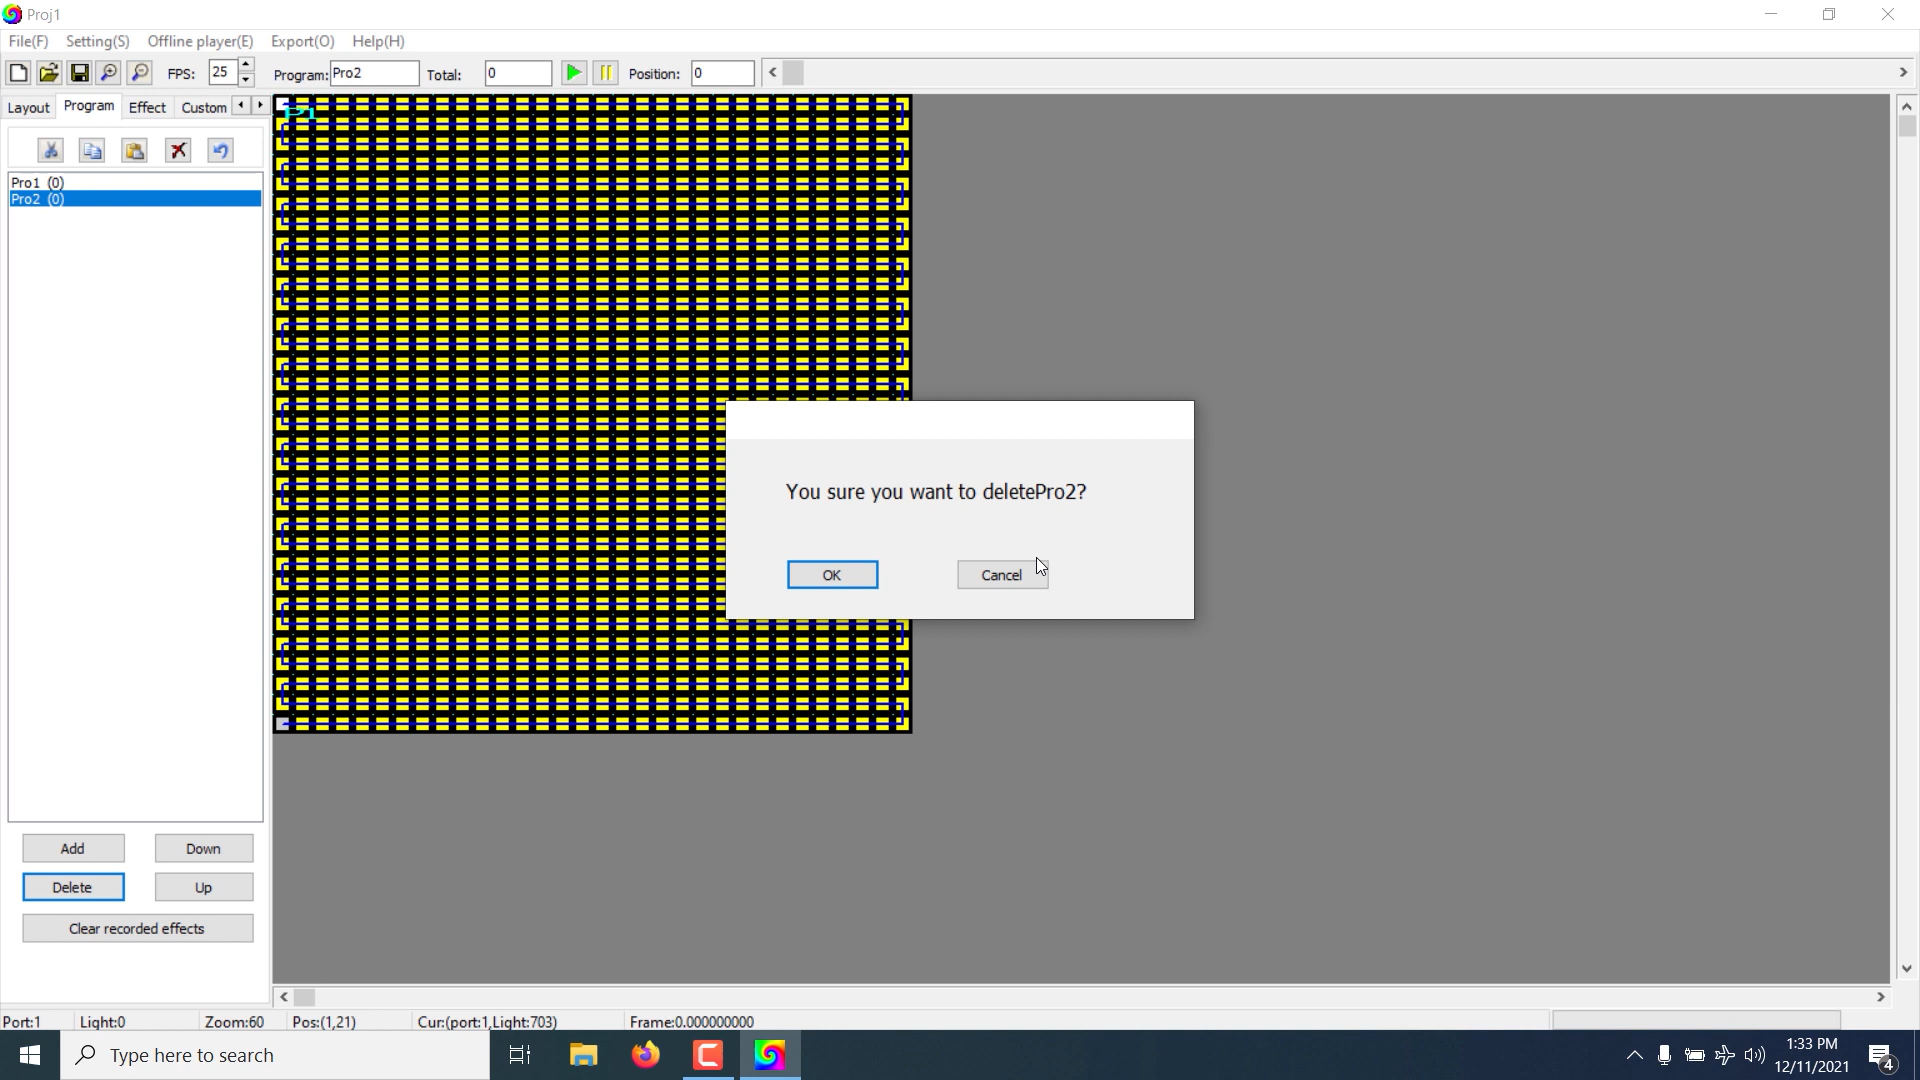 Proj1
File(F) Setting(S) Offline player(E) Export(O) Help(H)
FPS: 25 Program: Pro2 Total: 0 Position: 0
Layout Program Effect Custom
P1
Pro1 (0)
Pro2 (0)
You sure you want to deletePro2?
OK Cancel
Add Down
Delete Up
Clear recorded effects
Port:1 Light:0 Zoom:60 Pos:(1,21) Cur:(port:1,Light:703) Frame:0.000000000
Type here to search
1:33 PM
12/11/2021
4